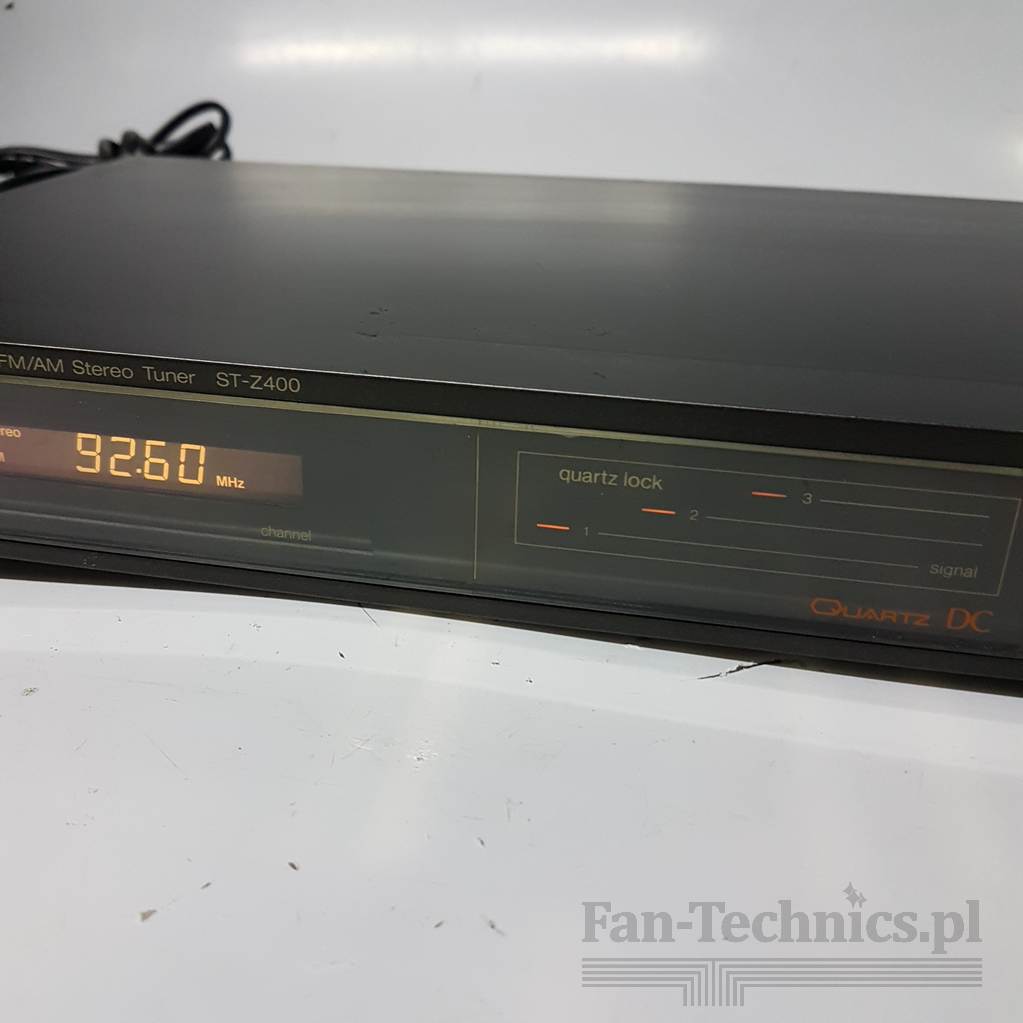 FM/AM Stereo Tuner ST-Z400
92.60 MHz
channel
quartz lock
3
2
1
signal
QUARTZ DC
Fan-Technics.pl